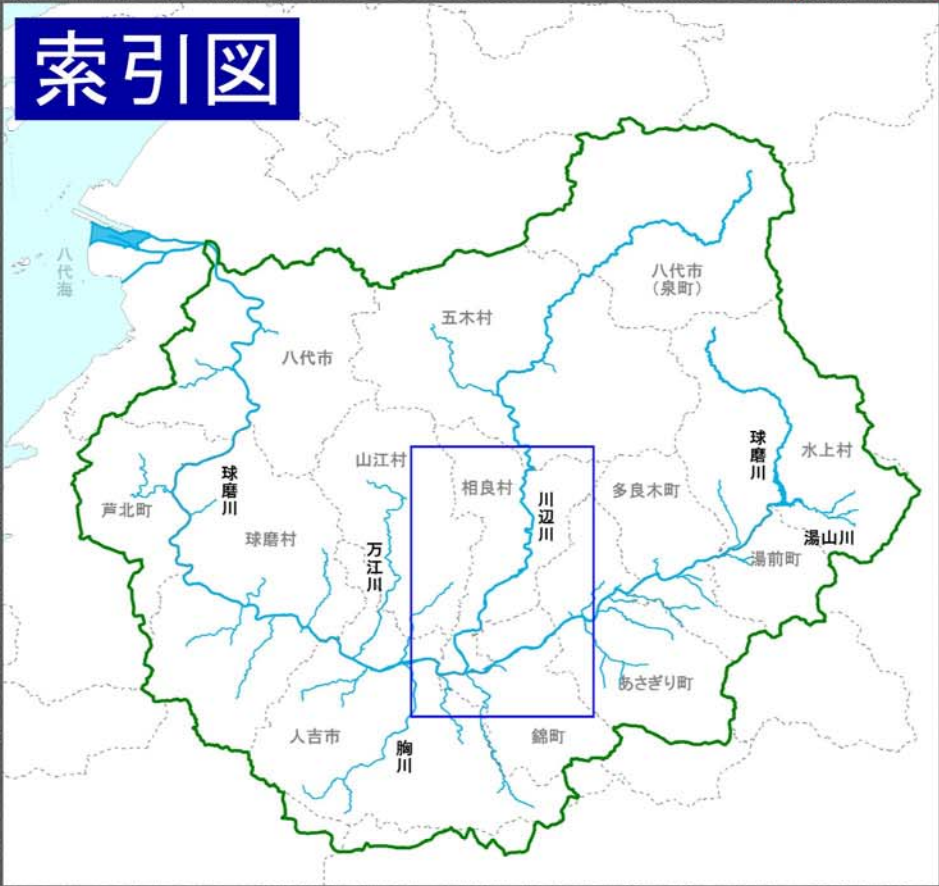 索引図
八代海
八代市
(泉町)
五木村
八代市
球磨川
水上村
山江村
相良村
多良木町
球磨川
芦北町
川辺川
球磨村
万江川
湯山川
湯前町
あさぎり町
人吉市
胸川
錦町